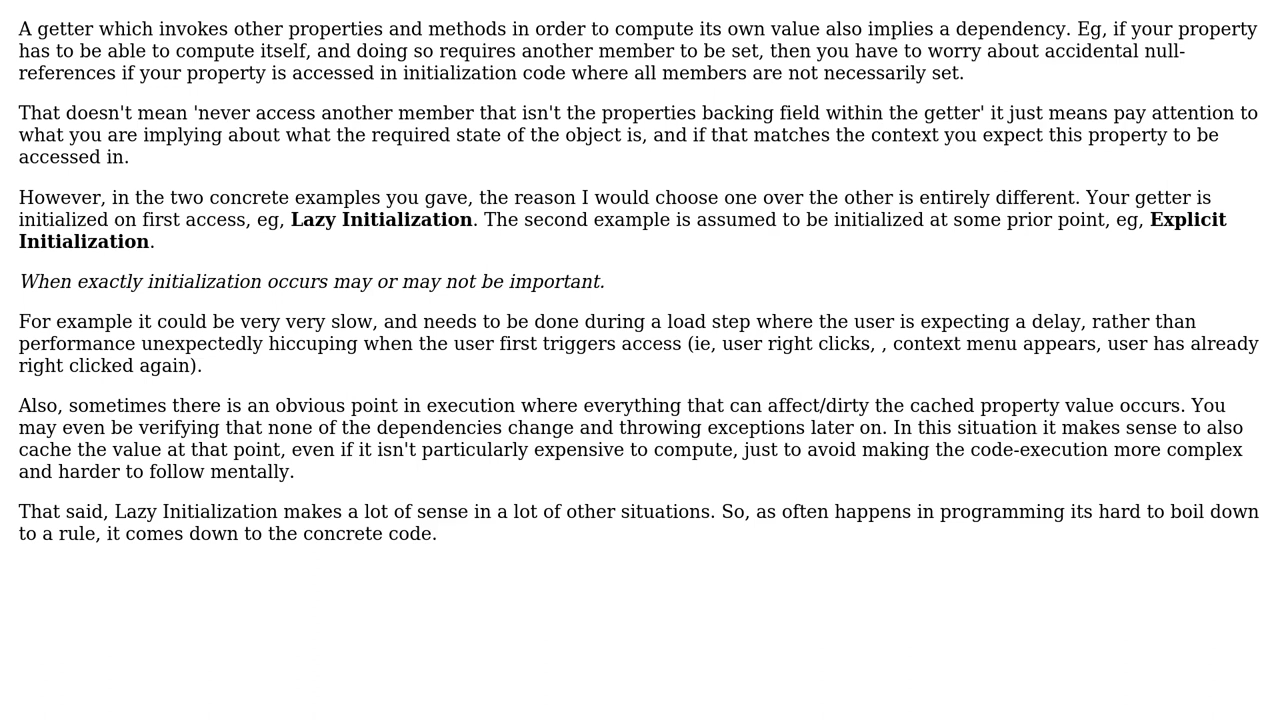 A getter which invokes other properties and methods in order to compute its own value also implies a dependency. Eg, if your property
has to be able to compute itself, and doing so requires another member to be set, then you have to worry about accidental null-
references if your property is accessed in initialization code where all members are not necessarily set.
That doesn't mean 'never access another member that isn't the properties backing field within the getter' it just means pay attention to
what you are implying about what the required state of the object is, and if that matches the context you expect this property to be
accessed in.
However, in the two concrete examples you gave, the reason I would choose one over the other is entirely different. Your getter is
initialized on first access, eg, Lazy Initialization. The second example is assumed to be initialized at some prior point, eg, Explicit
Initialization.
When exactly initialization occurs may or may not be important.
For example it could be very very slow, and needs to be done during a load step where the user is expecting a delay, rather than
performance unexpectedly hiccuping when the user first triggers access (ie, user right clicks, , context menu appears, user has already
right clicked again).
Also, sometimes there is an obvious point in execution where everything that can affect/dirty the cached property value occurs. You
may even be verifying that none of the dependencies change and throwing exceptions later on. In this situation it makes sense to also
cache the value at that point, even if it isn't particularly expensive to compute, just to avoid making the code-execution more complex
and harder to follow mentally.
That said, Lazy Initialization makes a lot of sense in a lot of other situations. So, as often happens in programming its hard to boil down
to a rule, it comes down to the concrete code.